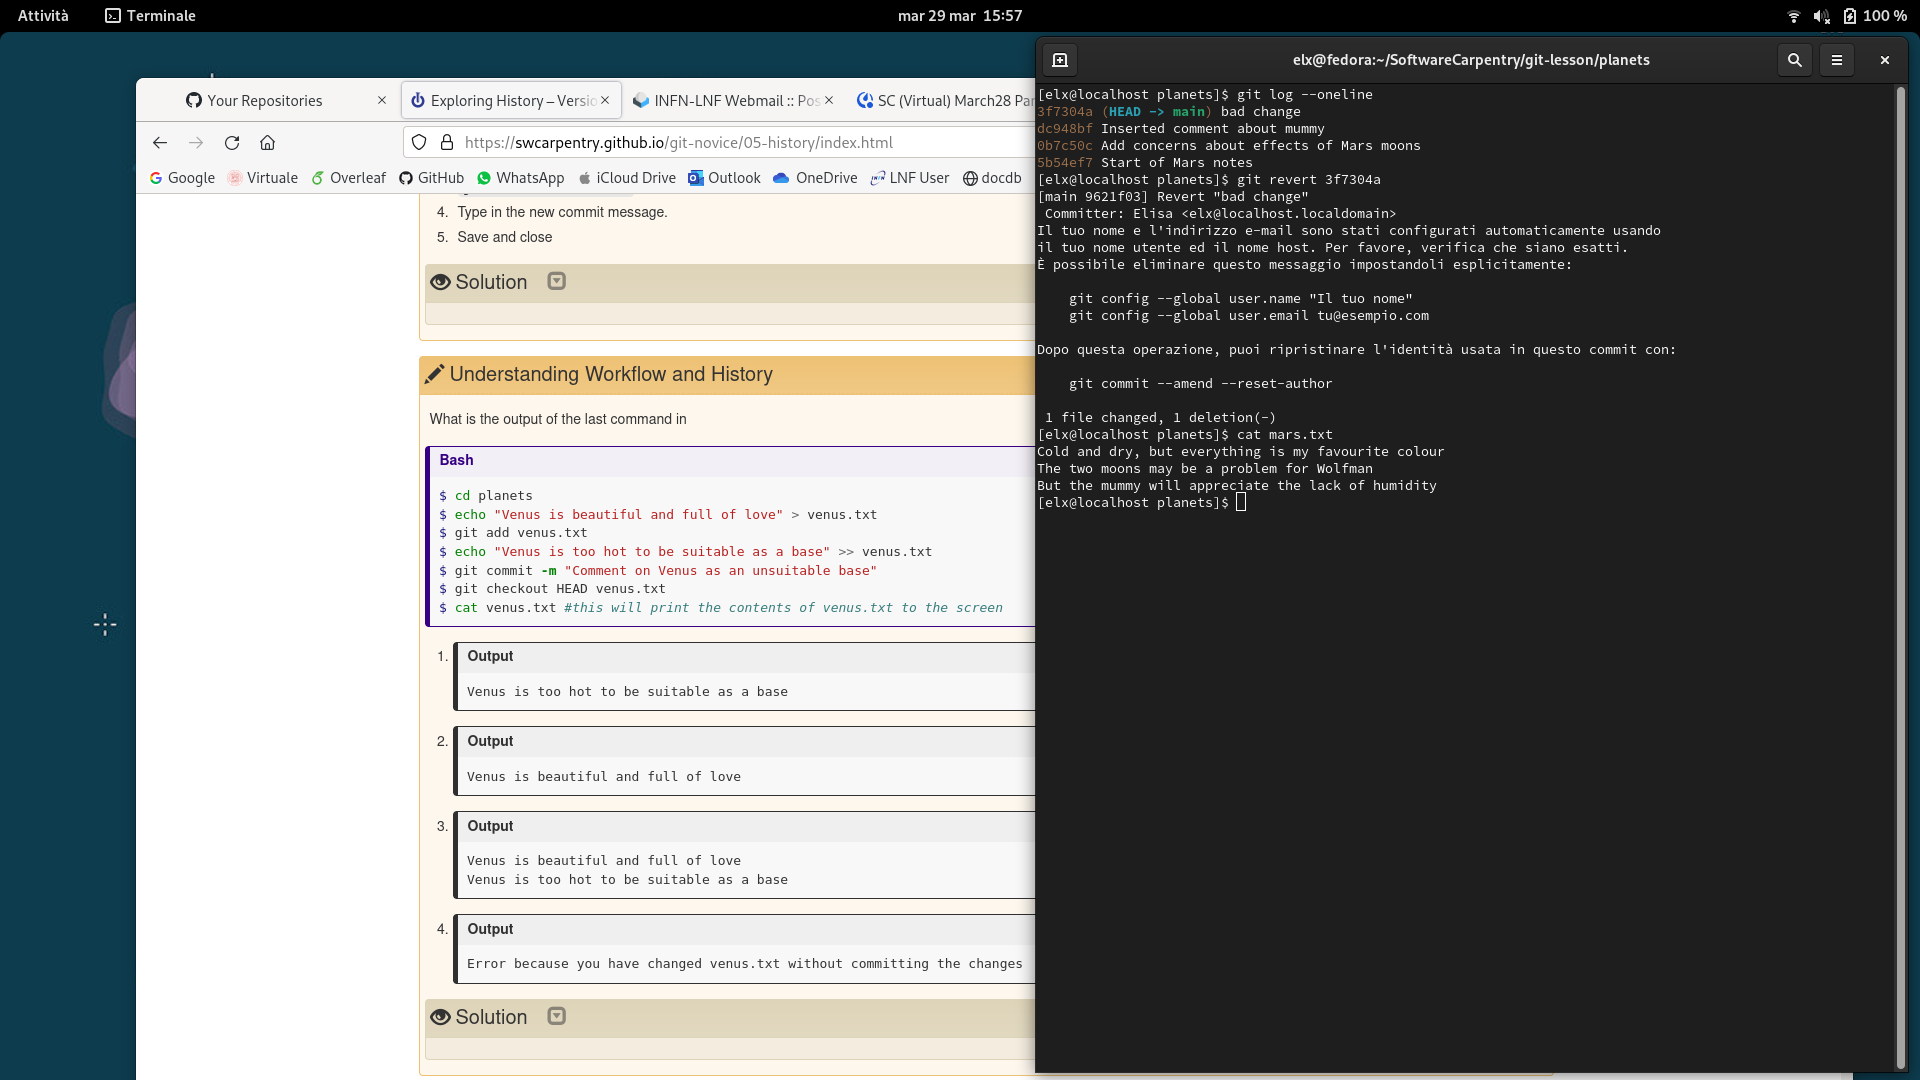 Attività
Terminale
mar 29 mar 15:57
100 %
Your Repositories
Exploring History – Versio
INFN-LNF Webmail :: Pos
SC (Virtual) March28 Par
https://swcarpentry.github.io/git-novice/05-history/index.html
Google
Virtuale
Overleaf
GitHub
WhatsApp
iCloud Drive
Outlook
OneDrive
LNF User
docdb
4. Type in the new commit message.
5. Save and close
Solution
Understanding Workflow and History
What is the output of the last command in
Bash
$ cd planets
$ echo "Venus is beautiful and full of love" > venus.txt
$ git add venus.txt
$ echo "Venus is too hot to be suitable as a base" >> venus.txt
$ git commit -m "Comment on Venus as an unsuitable base"
$ git checkout HEAD venus.txt
$ cat venus.txt #this will print the contents of venus.txt to the screen
1. Output
Venus is too hot to be suitable as a base
2. Output
Venus is beautiful and full of love
3. Output
Venus is beautiful and full of love
Venus is too hot to be suitable as a base
4. Output
Error because you have changed venus.txt without committing the changes
Solution
elx@fedora:~/SoftwareCarpentry/git-lesson/planets
[elx@localhost planets]$ git log --oneline
3f7304a (HEAD -> main) bad change
dc948bf Inserted comment about mummy
0b7c50c Add concerns about effects of Mars moons
5b54ef7 Start of Mars notes
[elx@localhost planets]$ git revert 3f7304a
[main 9621f03] Revert "bad change"
Committer: Elisa <elx@localhost.localdomain>
Il tuo nome e l'indirizzo e-mail sono stati configurati automaticamente usando
il tuo nome utente ed il nome host. Per favore, verifica che siano esatti.
È possibile eliminare questo messaggio impostandoli esplicitamente:
git config --global user.name "Il tuo nome"
git config --global user.email tu@esempio.com
Dopo questa operazione, puoi ripristinare l'identità usata in questo commit con:
git commit --amend --reset-author
1 file changed, 1 deletion(-)
[elx@localhost planets]$ cat mars.txt
Cold and dry, but everything is my favourite colour
The two moons may be a problem for Wolfman
But the mummy will appreciate the lack of humidity
[elx@localhost planets]$